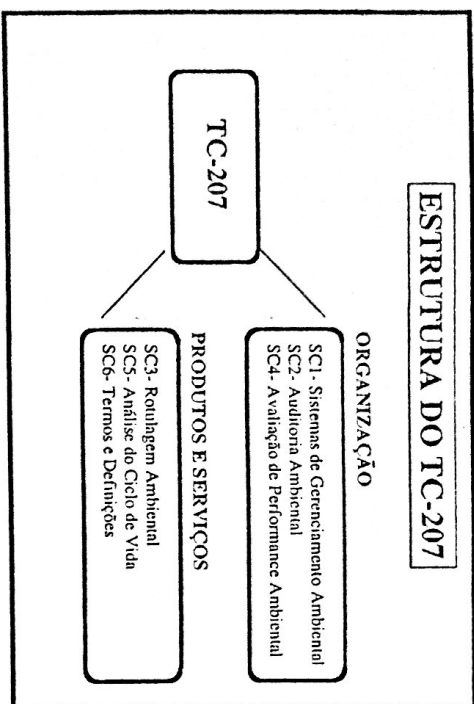 ESTRUTURA DO TC-207
TC-207
ORGANIZAÇÃO
SC1- Sistemas de Gerenciamento Ambiental
SC2- Auditoria Ambiental
SC4- Avaliação de Performance Ambiental
PRODUTOS E SERVIÇOS
SC3- Rotulagem Ambiental
SC5- Análise do Ciclo de Vida
SC6- Termos e Definições